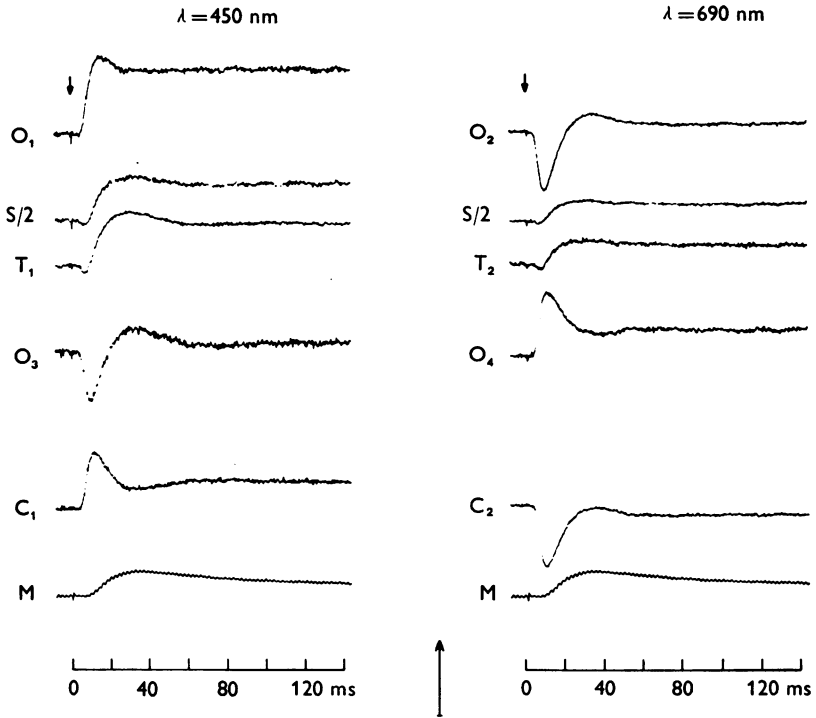 λ = 450 nm
λ = 690 nm
O₁
S/2
T₁
O₃
C₁
M
0 40 80 120 ms
O₂
S/2
T₂
O₄
C₂
M
0 40 80 120 ms